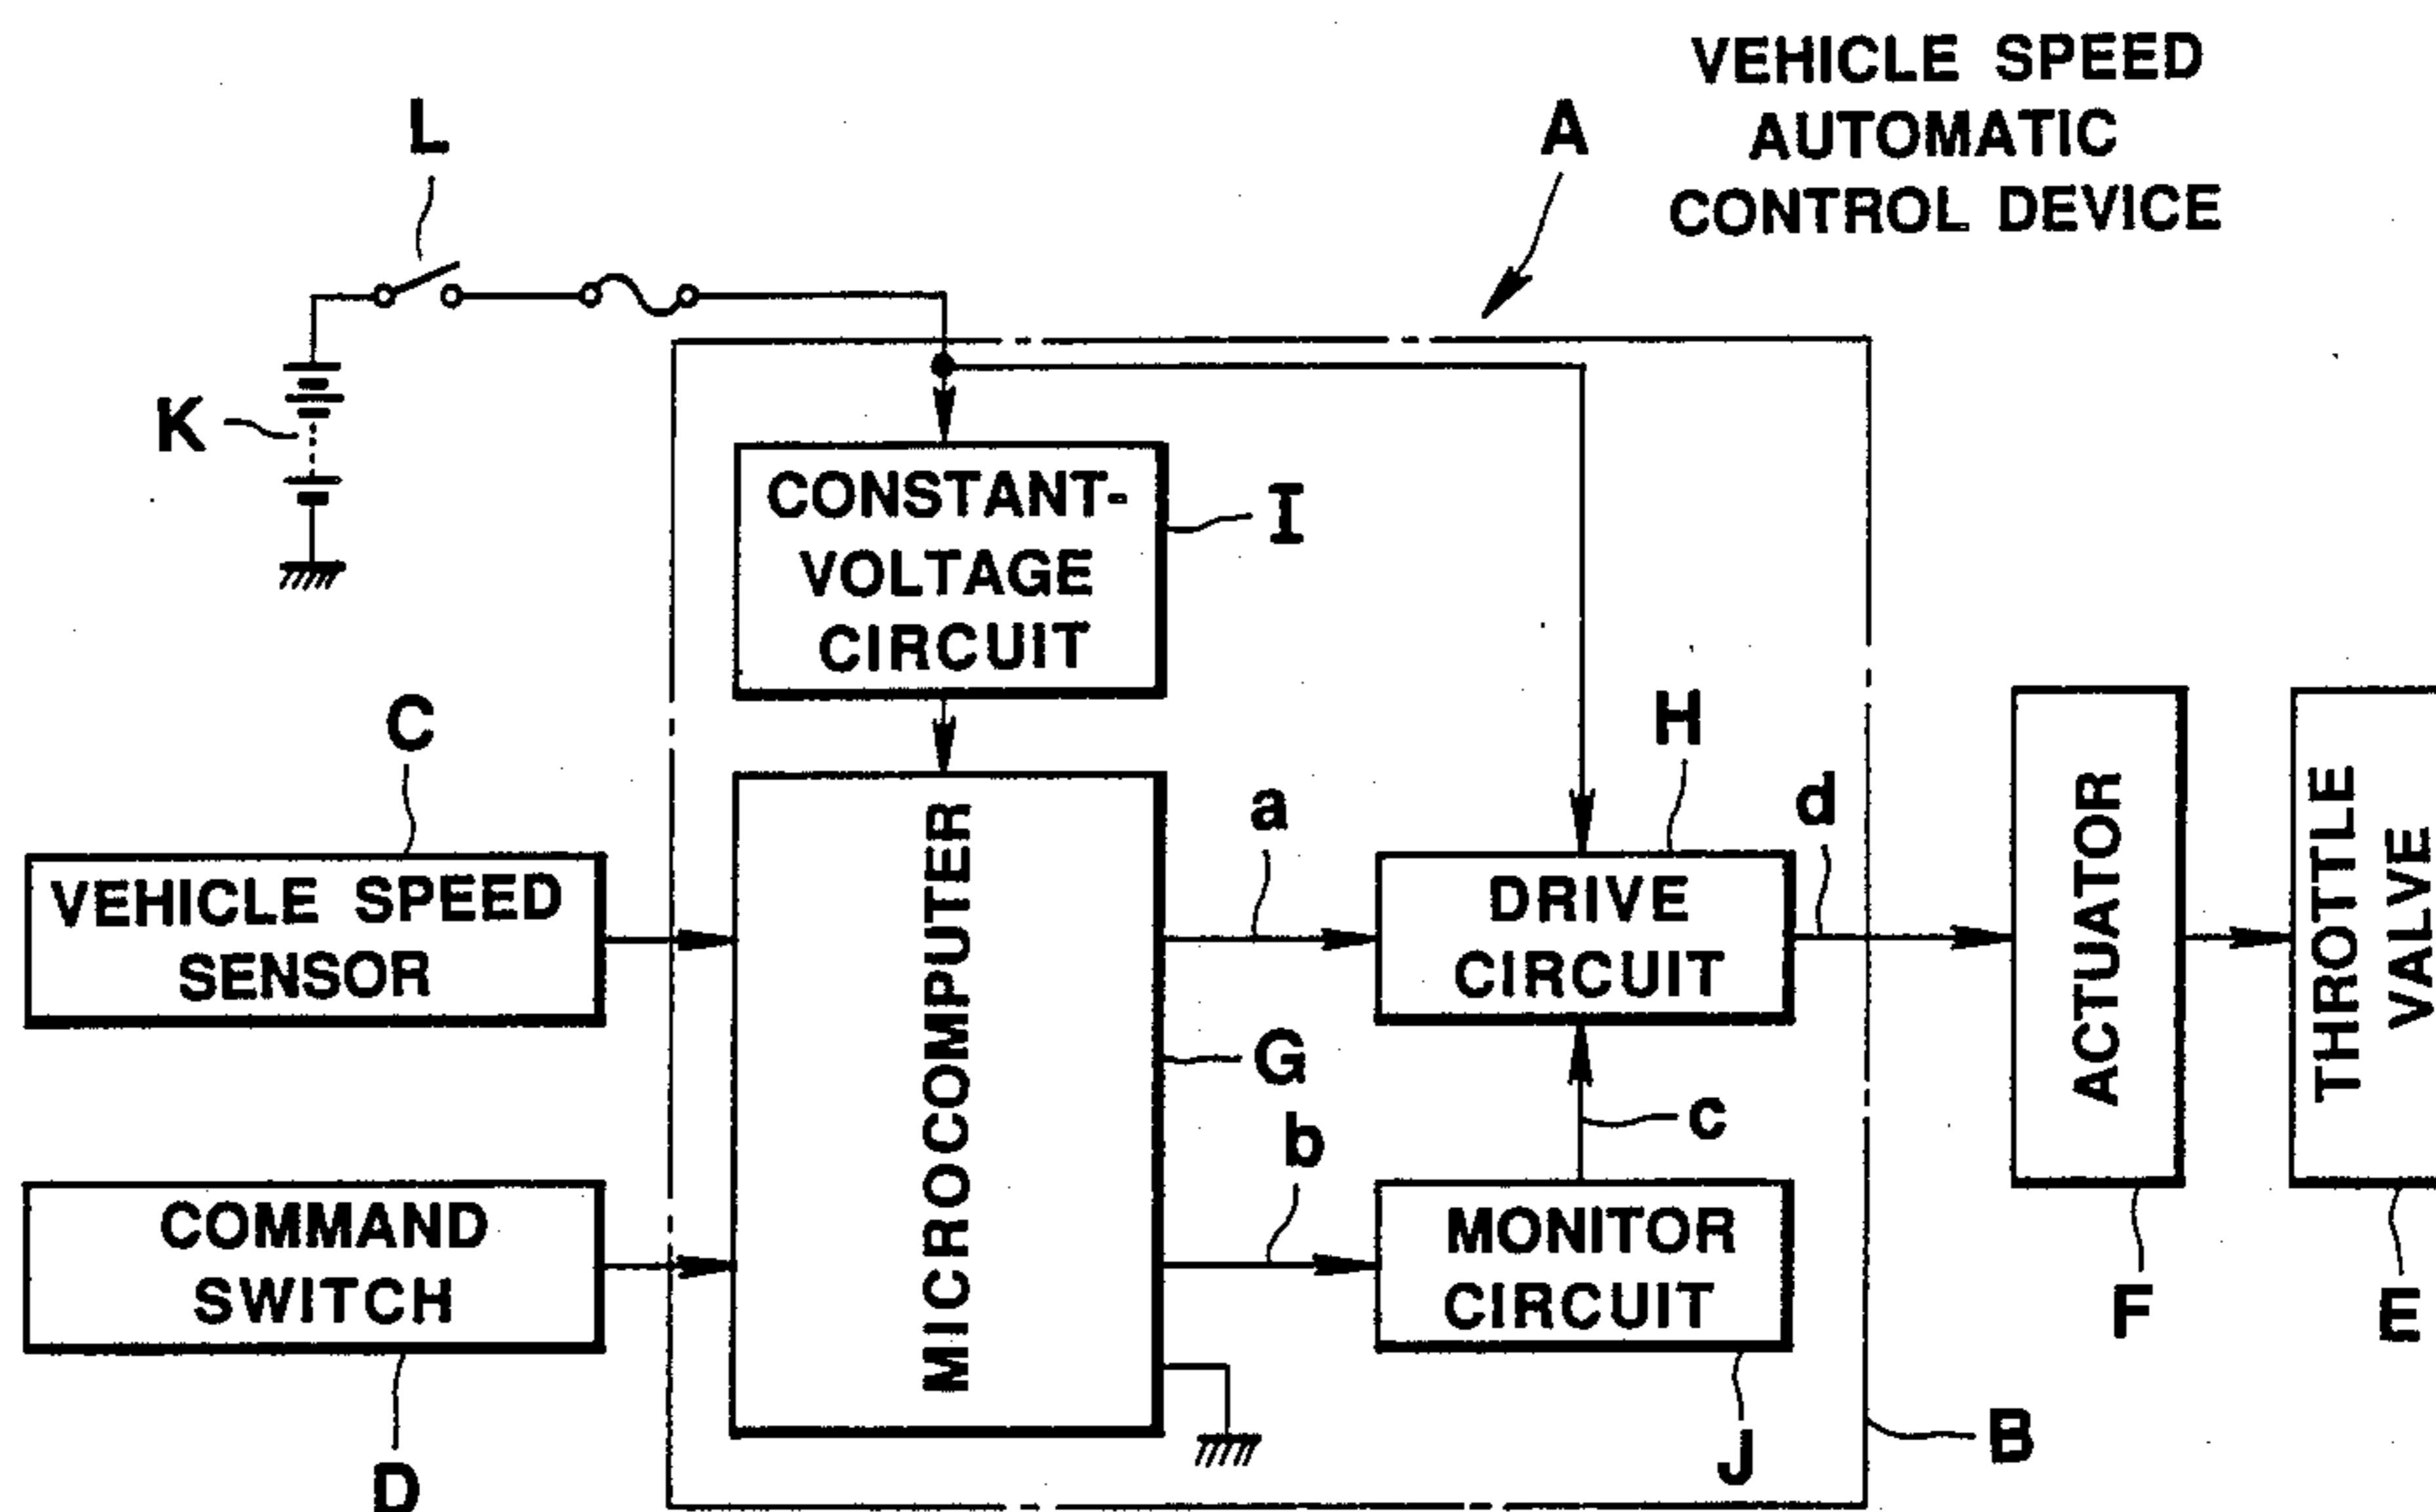 VEHICLE SPEED
AUTOMATIC
CONTROL DEVICE
A
L
K
CONSTANT-
VOLTAGE
CIRCUIT
I
C
H
d
a
VEHICLE SPEED
SENSOR
MICROCOMPUTER
DRIVE
CIRCUIT
ACTUATOR
THROTTLE
VALVE
G
c
b
COMMAND
SWITCH
MONITOR
CIRCUIT
F
E
B
J
D